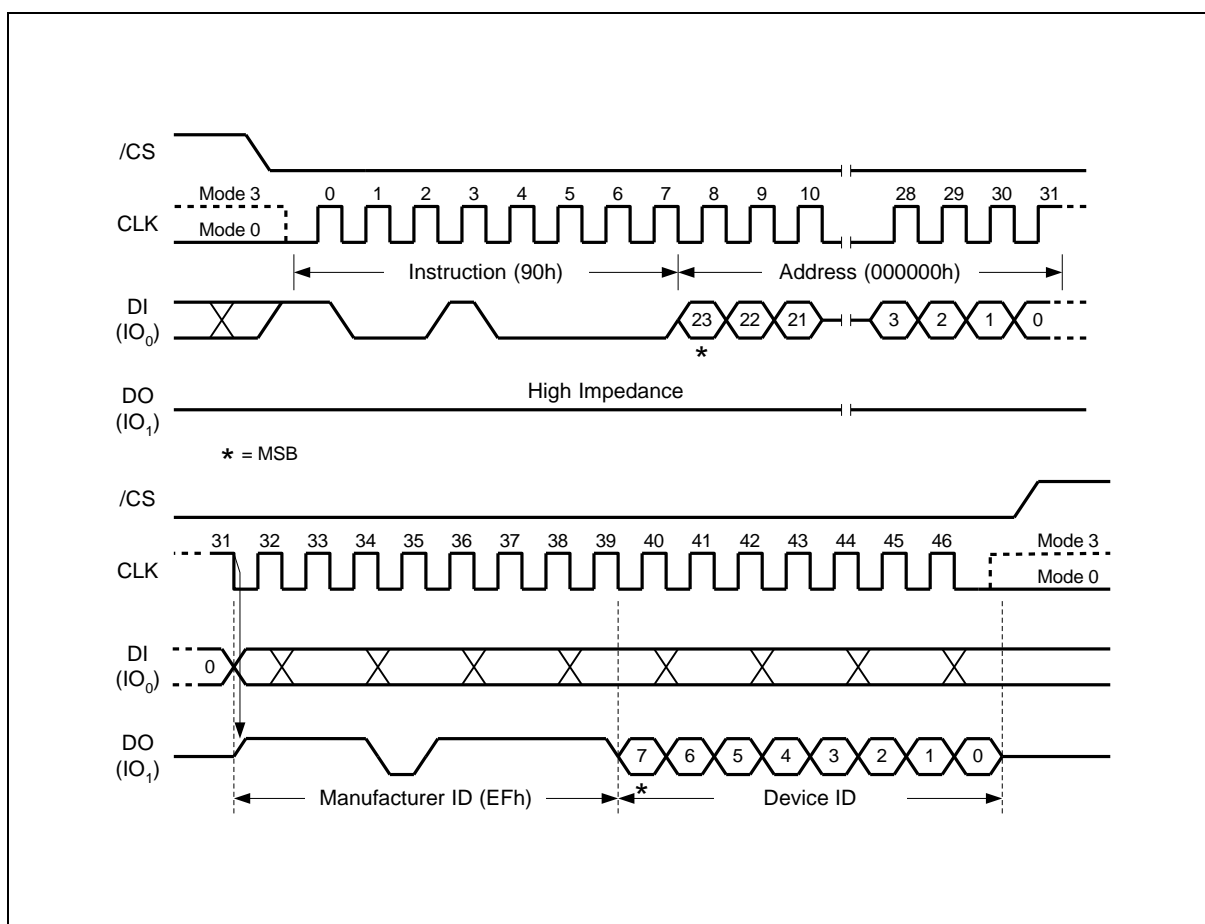 /CS
Mode 3 0 1 2 3 4 5 6 7 8 9 10 28 29 30 31
CLK
Mode 0
Instruction (90h) Address (000000h)
DI
(IO0)
23 22 21 3 2 1 0
*
High Impedance
DO
(IO1)
* = MSB
/CS
31 32 33 34 35 36 37 38 39 40 41 42 43 44 45 46 Mode 3
CLK
Mode 0
DI
(IO0)
0
DO
(IO1)
7 6 5 4 3 2 1 0
*
Manufacturer ID (EFh) Device ID